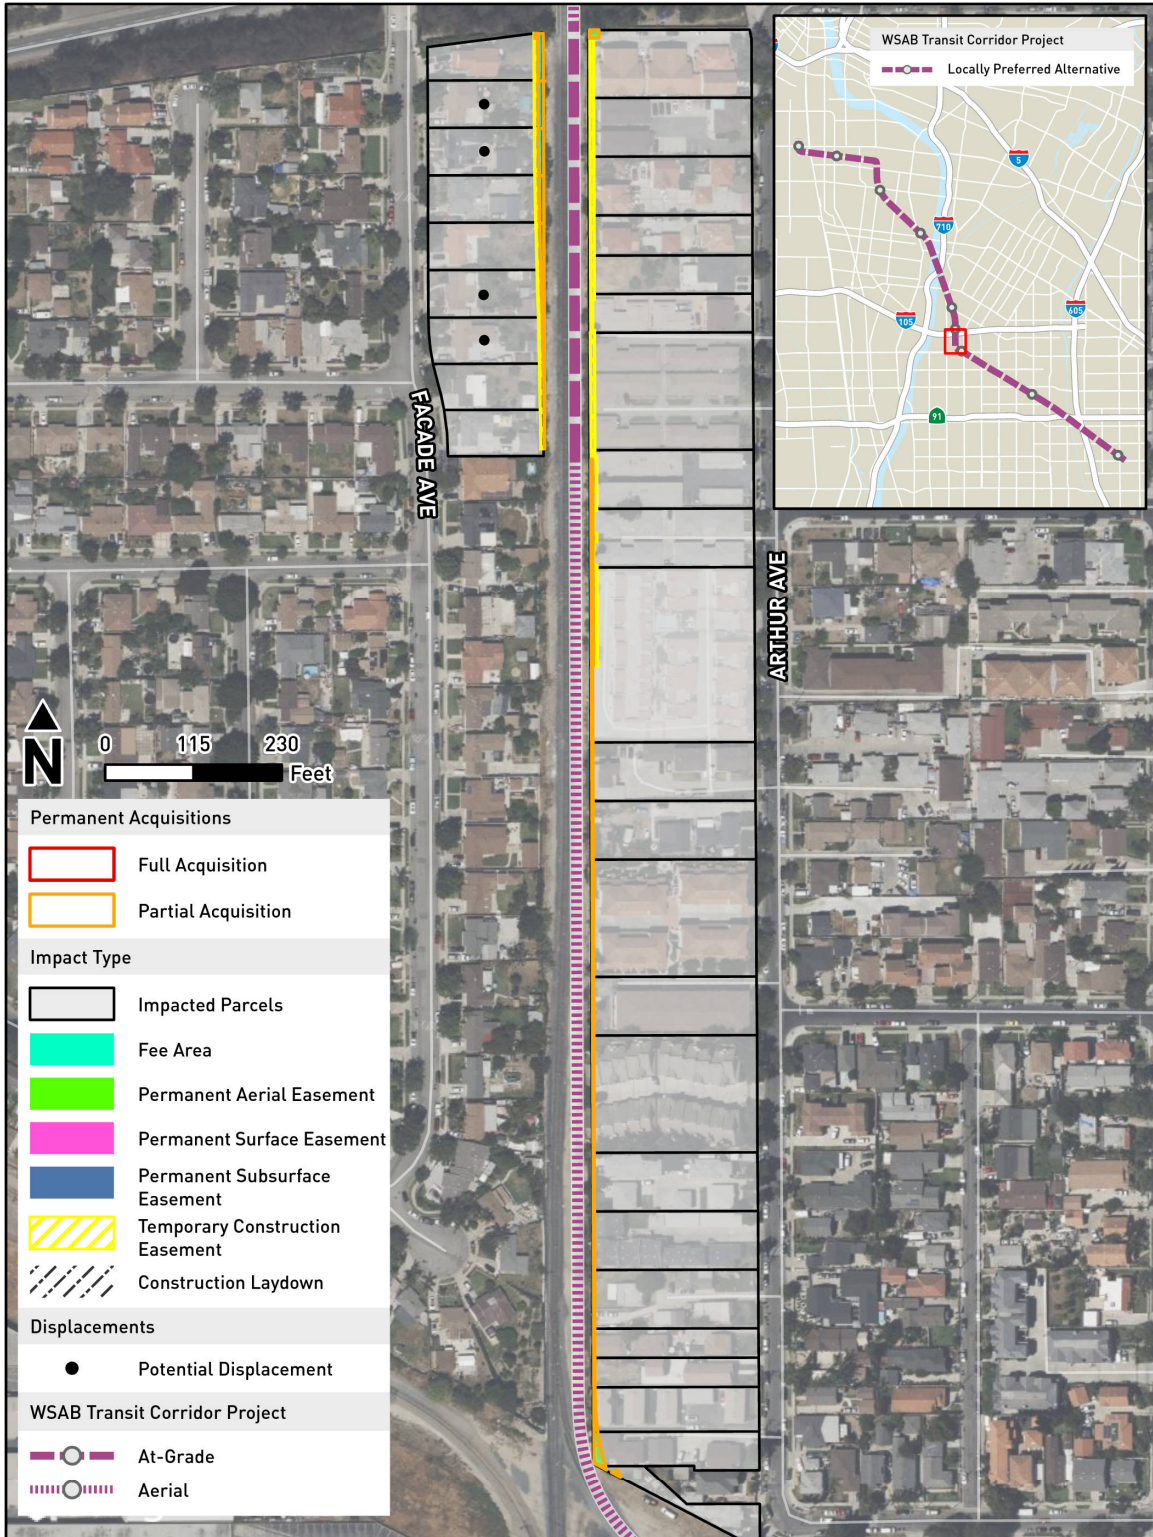 WSAB Transit Corridor Project
Locally Preferred Alternative
5
710
105
605
91
FACADE AVE
ARTHUR AVE
N
0 115 230
Feet
Permanent Acquisitions
Full Acquisition
Partial Acquisition
Impact Type
Impacted Parcels
Fee Area
Permanent Aerial Easement
Permanent Surface Easement
Permanent Subsurface
Easement
Temporary Construction
Easement
Construction Laydown
Displacements
Potential Displacement
WSAB Transit Corridor Project
At-Grade
Aerial